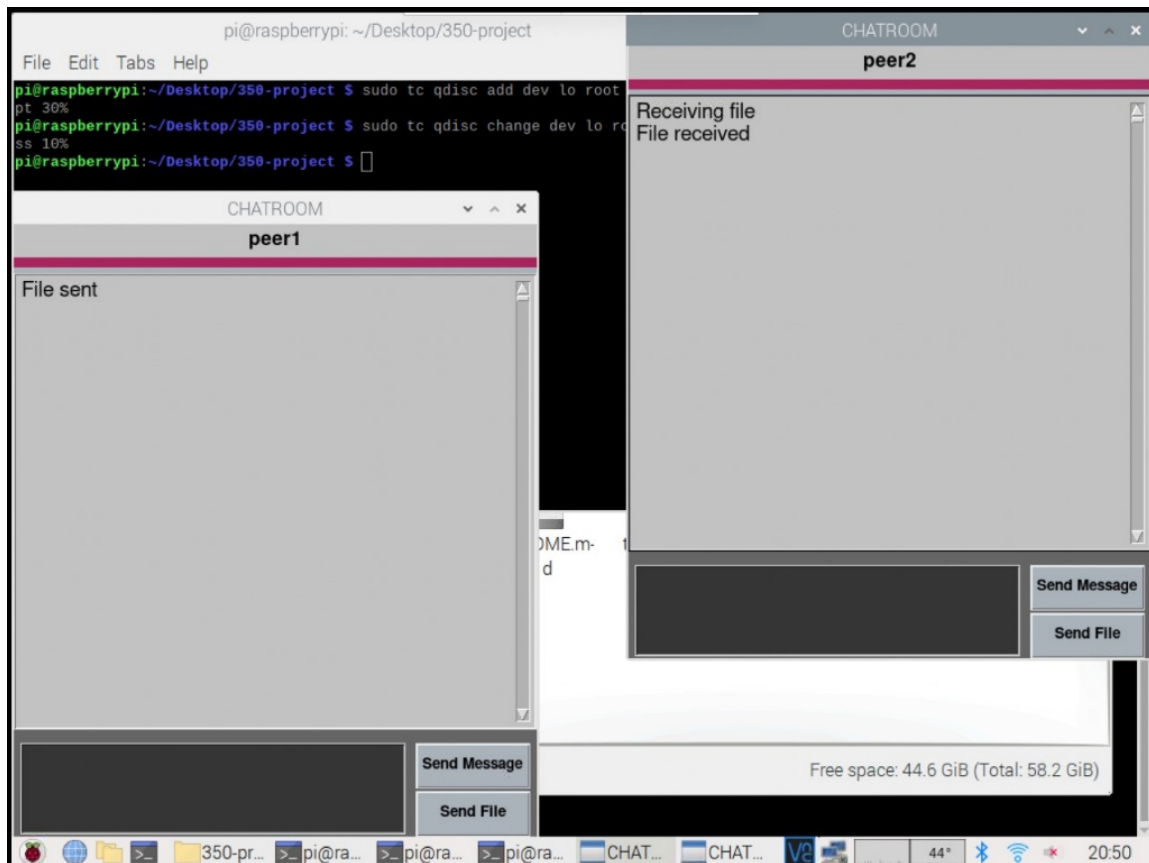 pi@raspberrypi: ~/Desktop/350-project
File Edit Tabs Help
pi@raspberrypi:~/Desktop/350-project $ sudo tc qdisc add dev lo root
pt 30%
pi@raspberrypi:~/Desktop/350-project $ sudo tc qdisc change dev lo ro
ss 10%
pi@raspberrypi:~/Desktop/350-project $
CHATROOM
peer2
Receiving file
File received
Send Message
Send File
CHATROOM
peer1
File sent
Send Message
Send File
OME.m-
d
Free space: 44.6 GiB (Total: 58.2 GiB)
350-pr... pi@ra... pi@ra... pi@ra... CHAT... CHAT... 44° 20:50